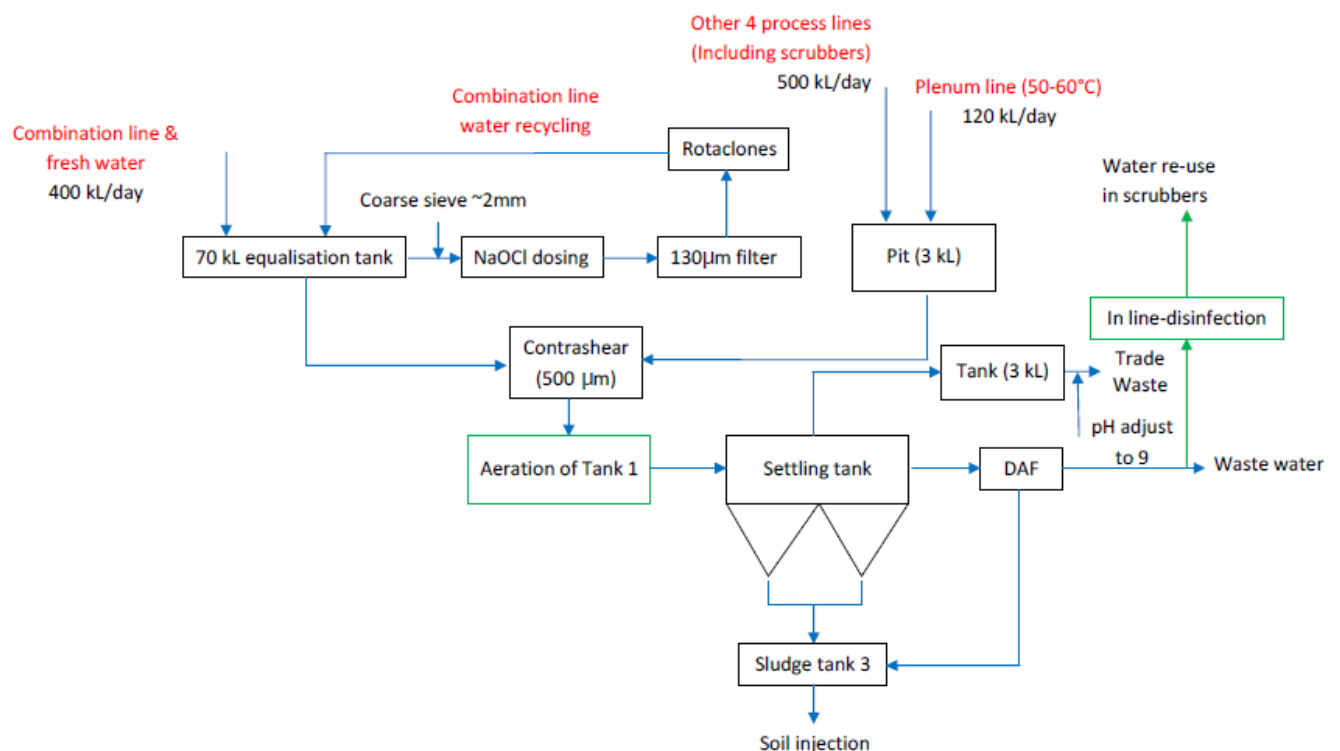 Other 4 process lines
(Including scrubbers)
500 kL/day
Plenum line (50-60°C)
120 kL/day
Combination line
water recycling
Combination line &
fresh water
400 kL/day
Rotaclones
Water re-use
in scrubbers
Coarse sieve ~2mm
70 kL equalisation tank
NaOCl dosing
130µm filter
Pit (3 kL)
In line-disinfection
Contrashear
(500 µm)
Tank (3 kL)
Trade
Waste
pH adjust
to 9
Aeration of Tank 1
Settling tank
DAF
Waste water
Sludge tank 3
Soil injection